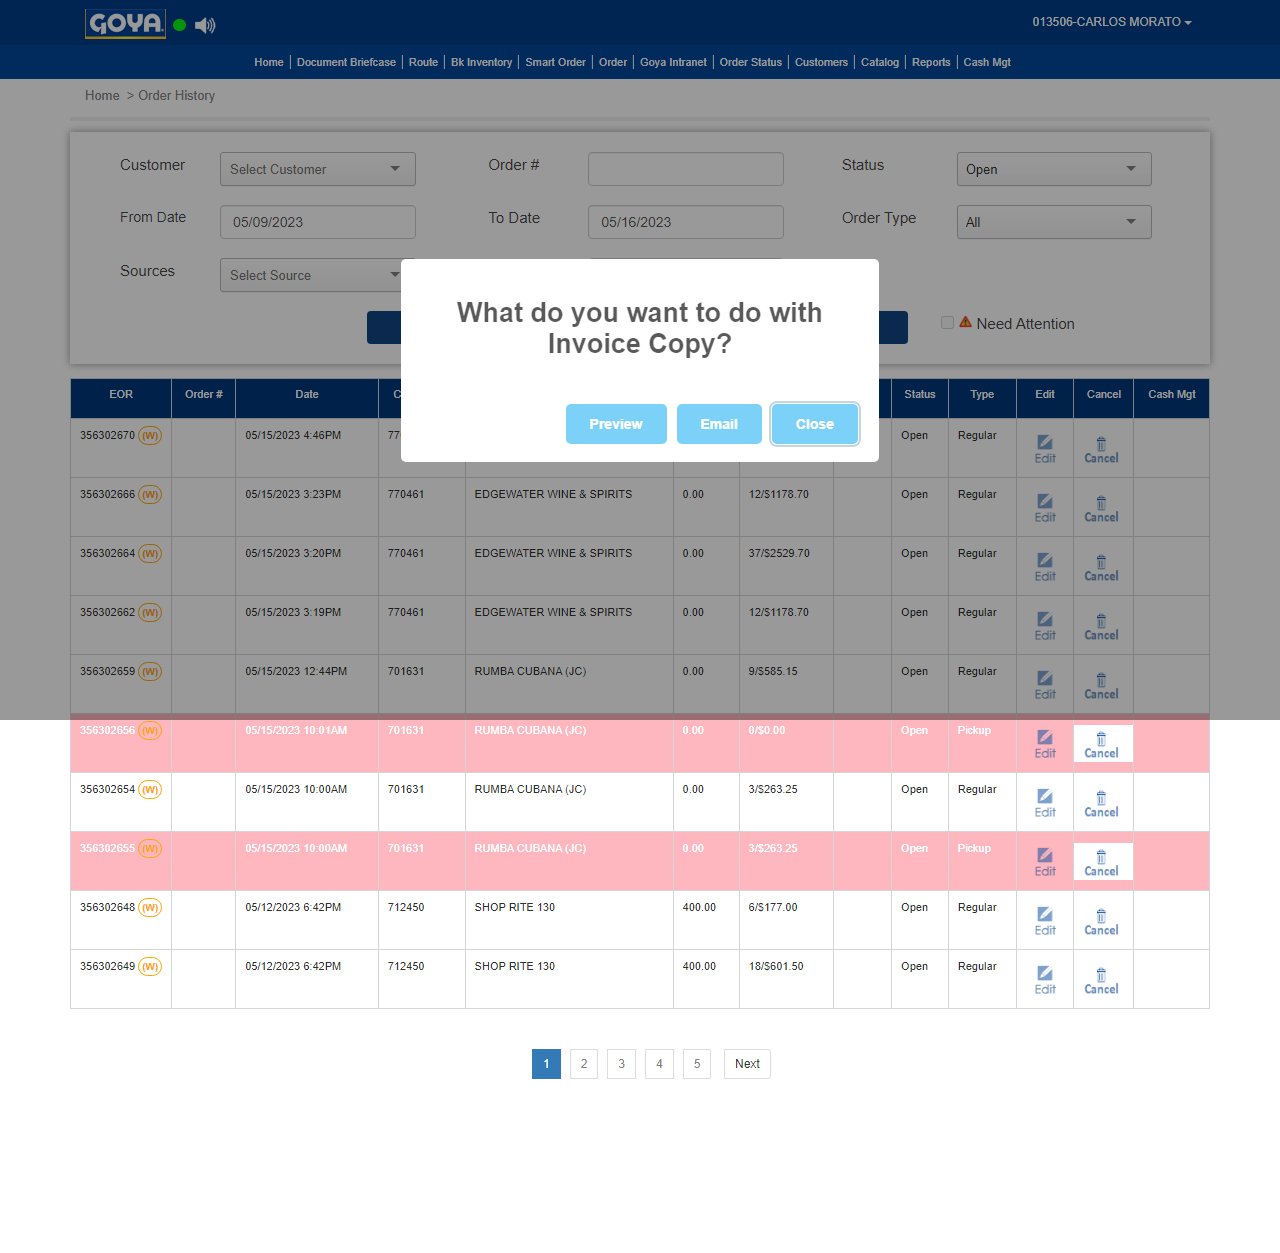 GOYA
013506-CARLOS MORATO
Home Document Briefcase Route Bk Inventory Smart Order Order Goya Intranet Order Status Customers Catalog Reports Cash Mgt
Home > Order History
Customer Select Customer Order # Status Open
From Date 05/09/2023 To Date 05/16/2023 Order Type All
Sources Select Source
Need Attention
What do you want to do with
Invoice Copy?
Preview Email Close
EOR Order # Date Status Type Edit Cancel Cash Mgt
356302670 (W) 05/15/2023 4:46PM Open Regular Edit Cancel
356302666 (W) 05/15/2023 3:23PM 770461 EDGEWATER WINE & SPIRITS 0.00 12/$1178.70 Open Regular Edit Cancel
356302664 (W) 05/15/2023 3:20PM 770461 EDGEWATER WINE & SPIRITS 0.00 37/$2529.70 Open Regular Edit Cancel
356302662 (W) 05/15/2023 3:19PM 770461 EDGEWATER WINE & SPIRITS 0.00 12/$1178.70 Open Regular Edit Cancel
356302659 (W) 05/15/2023 12:44PM 701631 RUMBA CUBANA (JC) 0.00 9/$585.15 Open Regular Edit Cancel
356302656 (W) 05/15/2023 10:01AM 701631 RUMBA CUBANA (JC) 0.00 0/$0.00 Open Pickup Edit Cancel
356302654 (W) 05/15/2023 10:00AM 701631 RUMBA CUBANA (JC) 0.00 3/$263.25 Open Regular Edit Cancel
356302655 (W) 05/15/2023 10:00AM 701631 RUMBA CUBANA (JC) 0.00 3/$263.25 Open Pickup Edit Cancel
356302648 (W) 05/12/2023 6:42PM 712450 SHOP RITE 130 400.00 6/$177.00 Open Regular Edit Cancel
356302649 (W) 05/12/2023 6:42PM 712450 SHOP RITE 130 400.00 18/$601.50 Open Regular Edit Cancel
1 2 3 4 5 Next